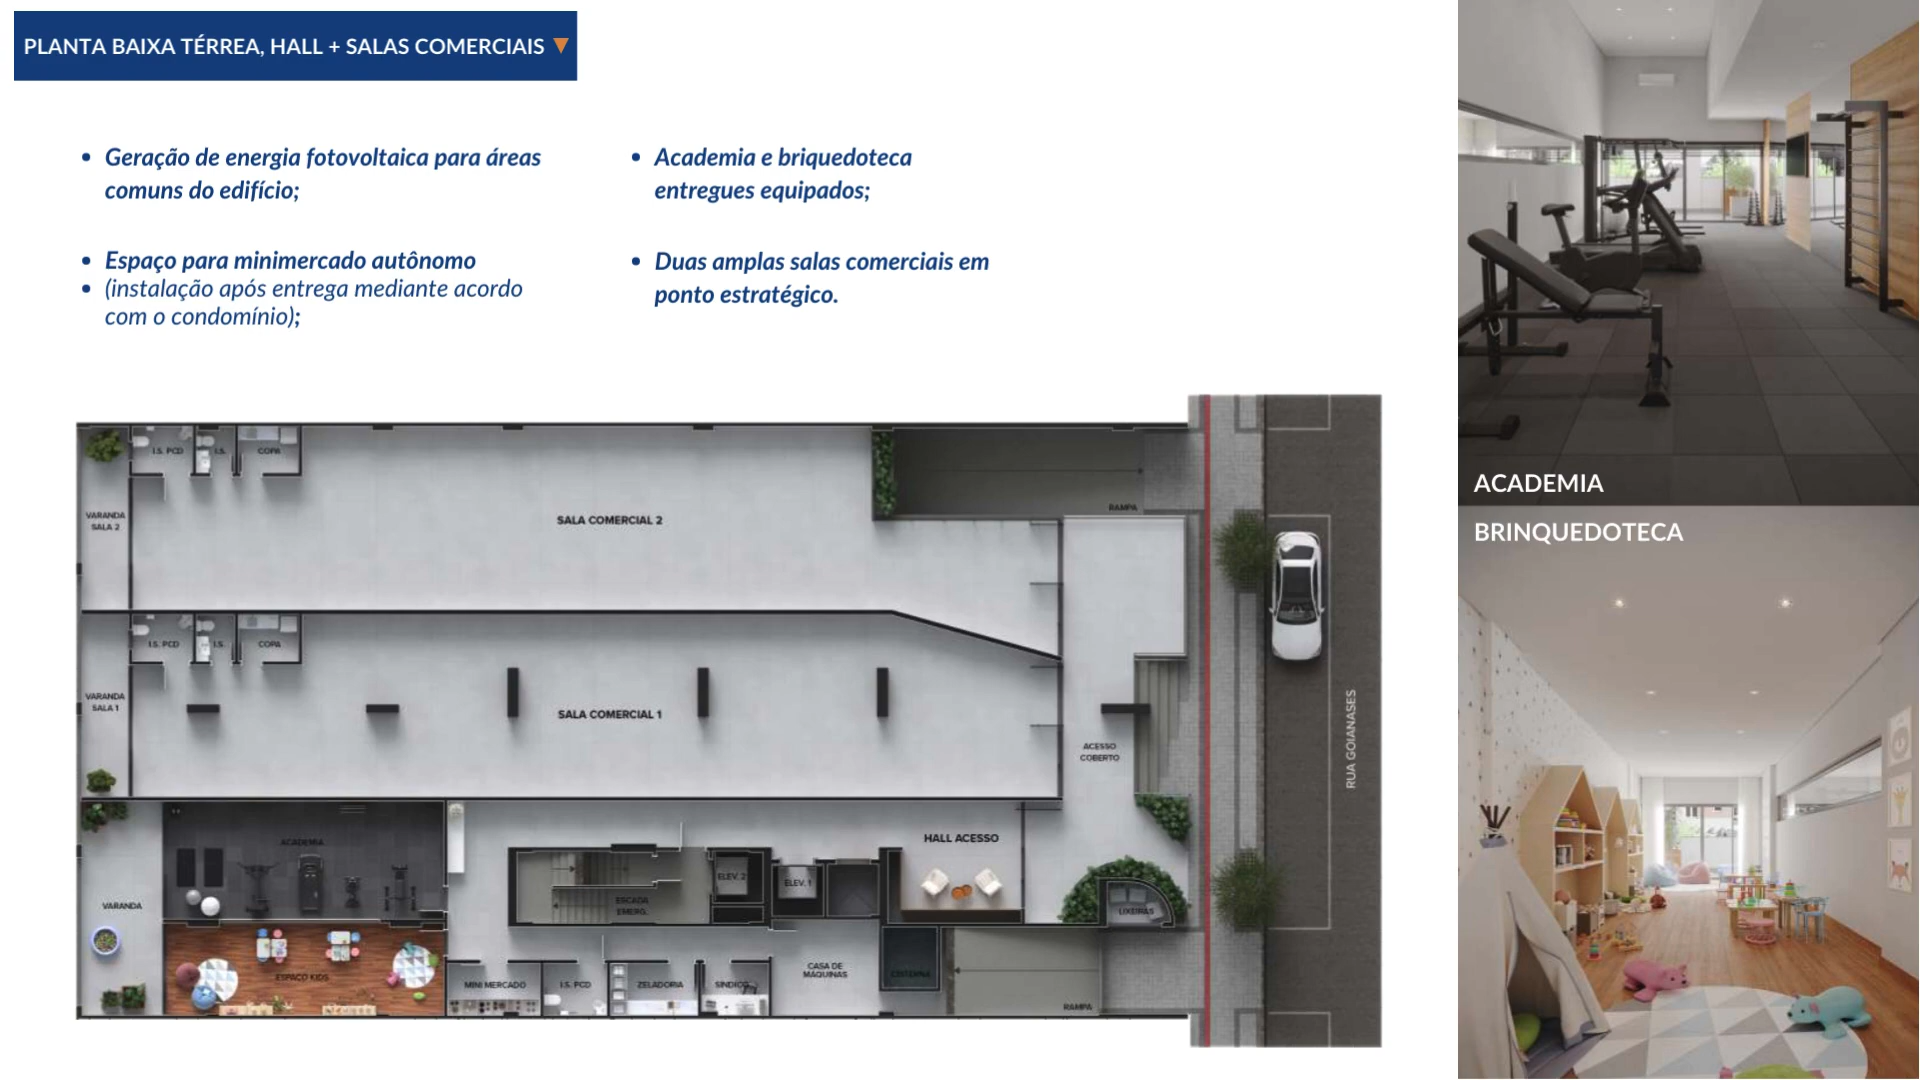 PLANTA BAIXA TÉRREA, HALL + SALAS COMERCIAIS
• Geração de energia fotovoltaica para áreas
comuns do edifício;
• Espaço para minimercado autônomo
• (instalação após entrega mediante acordo
com o condomínio);
• Academia e briquedoteca
entregues equipados;
• Duas amplas salas comerciais em
ponto estratégico.
I.S. PCD
I.S.
COPA
VARANDA
SALA 2
SALA COMERCIAL 2
RAMPA
I.S. PCD
I.S.
COPA
VARANDA
SALA 1
SALA COMERCIAL 1
ACESSO
COBERTO
RUA GOIANASES
ACADEMIA
HALL ACESSO
ELEV. 2
ELEV. 1
ESCADA
EMERG.
VARANDA
LIXEIRAS
ESPAÇO KIDS
MINI MERCADO
I.S. PCD
ZELADORIA
SINDICO
CASA DE
MÁQUINAS
CISTERNA
RAMPA
ACADEMIA
BRINQUEDOTECA